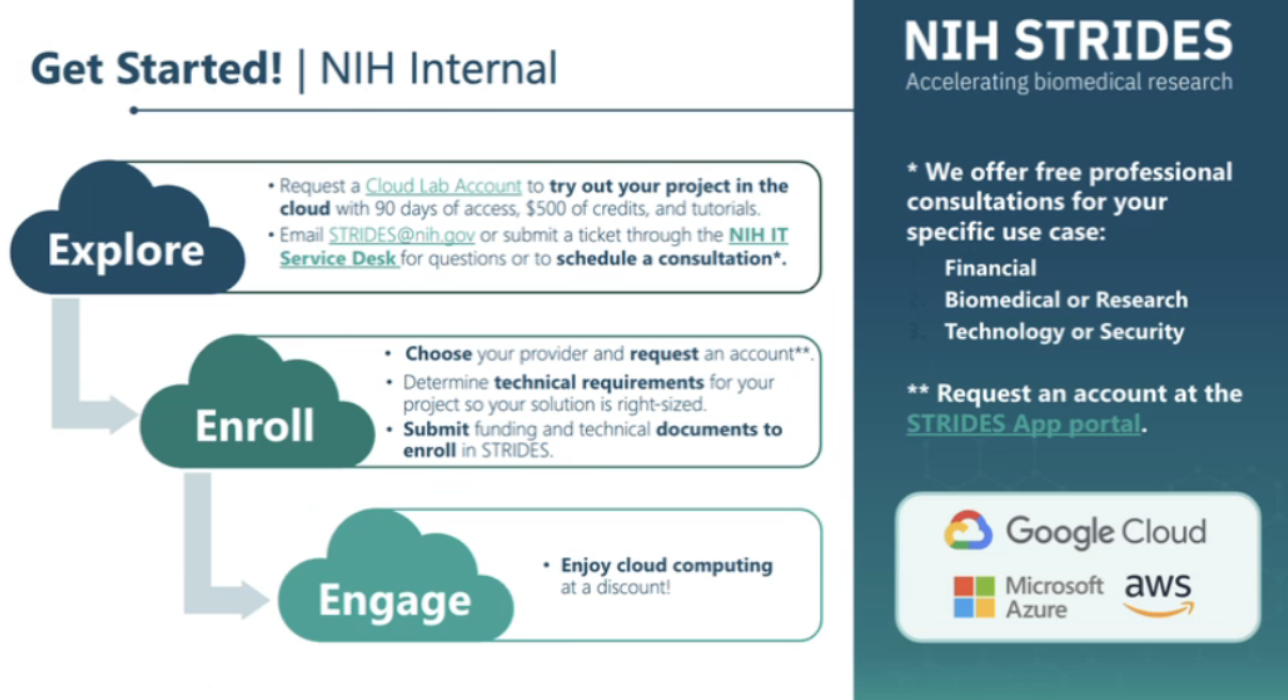 Get Started! | NIH Internal
Explore
• Request a Cloud Lab Account to try out your project in the
cloud with 90 days of access, $500 of credits, and tutorials.
• Email STRIDES@nih.gov or submit a ticket through the NIH IT
Service Desk for questions or to schedule a consultation*.
Enroll
• Choose your provider and request an account**.
• Determine technical requirements for your
project so your solution is right-sized.
• Submit funding and technical documents to
enroll in STRIDES.
Engage
• Enjoy cloud computing
at a discount!
NIH STRIDES
Accelerating biomedical research
* We offer free professional
consultations for your
specific use case:
Financial
2. Biomedical or Research
3. Technology or Security
** Request an account at the
STRIDES App portal.
Google Cloud
Microsoft
Azure
aws